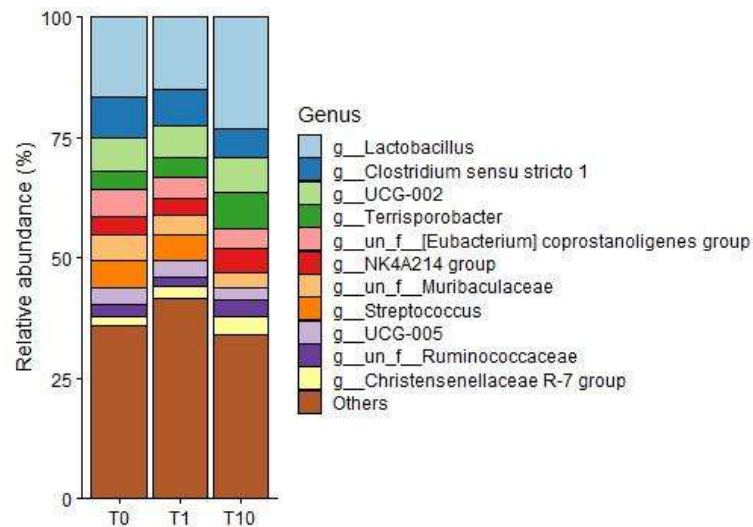 Relative abundance (%)
100
75
50
25
0
T0 T1 T10
Genus
g__Lactobacillus
g__Clostridium sensu stricto 1
g__UCG-002
g__Terrisporobacter
g__un_f__[Eubacterium] coprostanoligenes group
g__NK4A214 group
g__un_f__Muribaculaceae
g__Streptococcus
g__UCG-005
g__un_f__Ruminococcaceae
g__Christensenellaceae R-7 group
Others